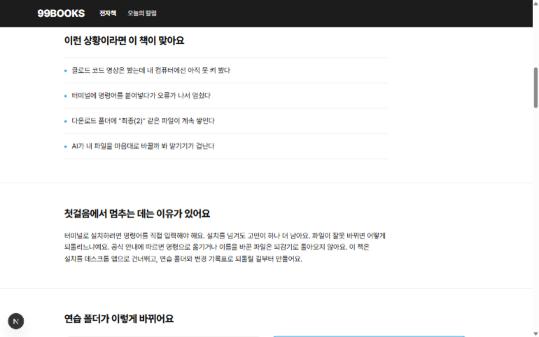 99BOOKS 전자책 오늘의 칼럼
이런 상황이라면 이 책이 맞아요
클로드 코드 영상은 봤는데 내 컴퓨터에선 아직 못 켜 봤다
터미널에 명령어를 붙여넣다가 오류가 나서 멈췄다
다운로드 폴더에 "최종(2)" 같은 파일이 계속 쌓인다
AI가 내 파일을 마음대로 바꿀까 봐 맡기기가 겁난다
첫걸음에서 멈추는 데는 이유가 있어요
터미널로 설치하려면 명령어를 직접 입력해야 해요. 설치를 넘겨도 고민이 하나 더 남아요. 파일이 잘못 바뀌면 어떻게
되돌리느냐예요. 공식 안내에 따르면 명령으로 옮기거나 이름을 바꾼 파일은 되감기로 돌아오지 않아요. 이 책은
설치를 데스크톱 앱으로 건너뛰고, 연습 폴더와 변경 기록표로 되돌릴 길부터 만들어요.
연습 폴더가 이렇게 바뀌어요
N